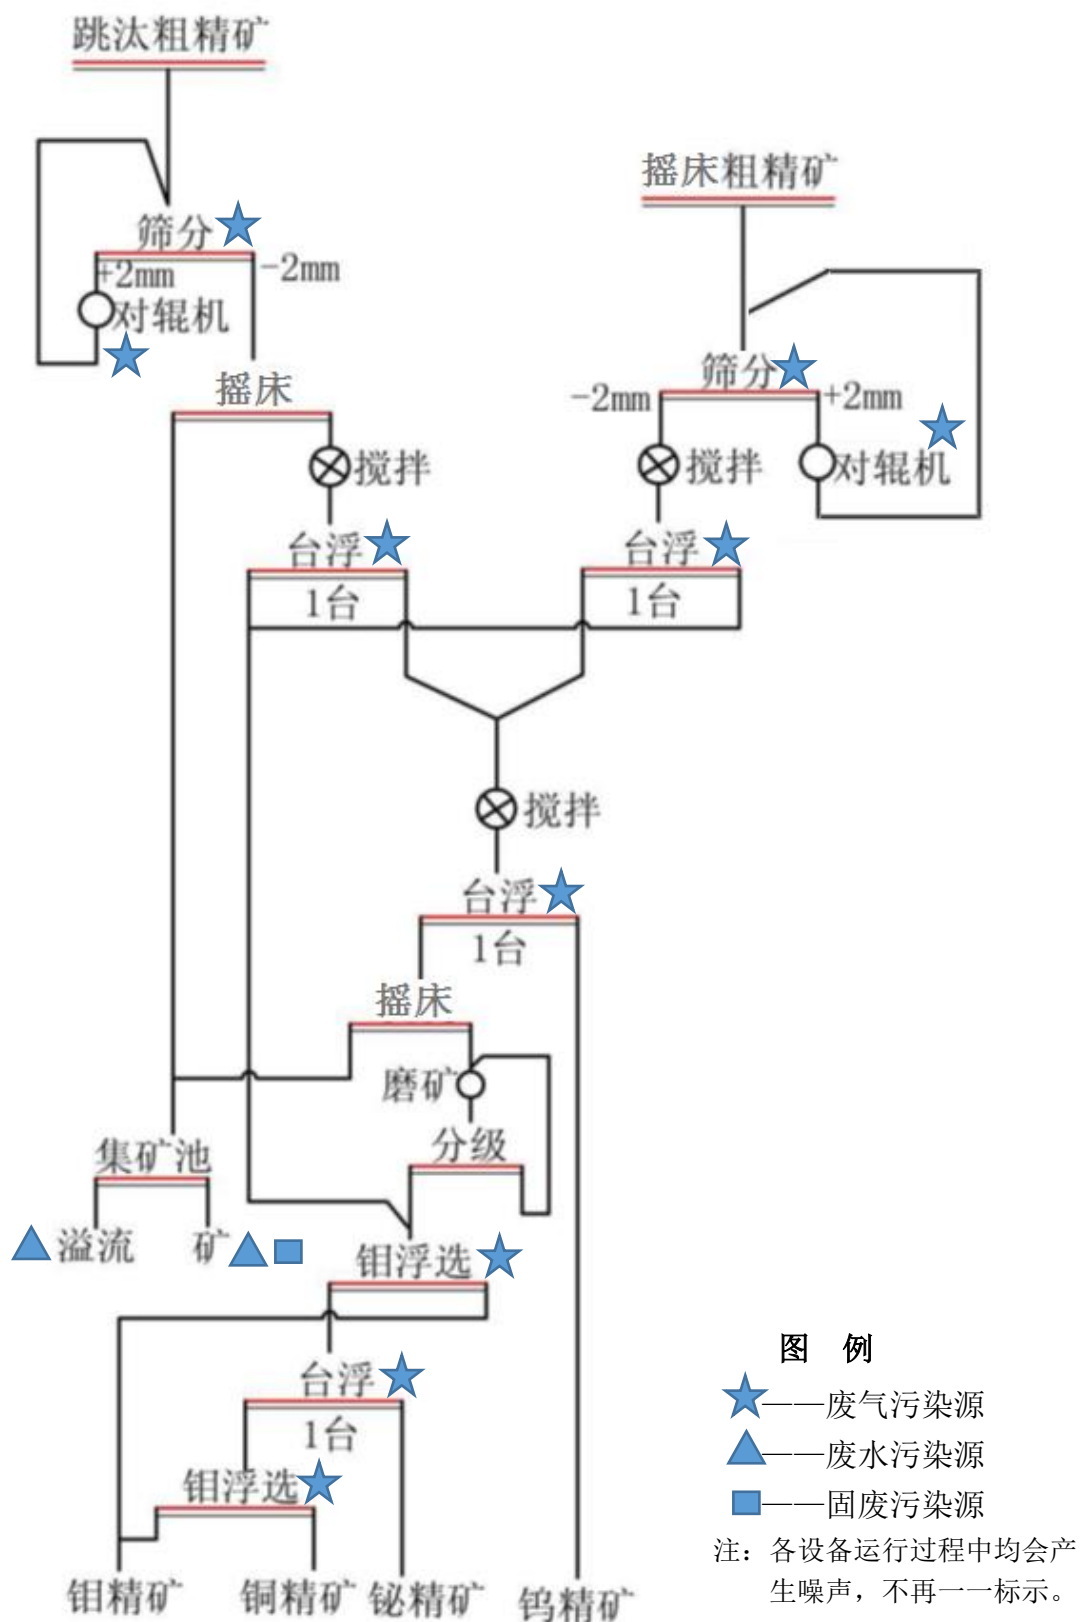 跳汰粗精矿
摇床粗精矿
筛分
+2mm
-2mm
对辊机
筛分
-2mm
+2mm
摇床
搅拌
搅拌
对辊机
台浮
1台
台浮
1台
搅拌
台浮
1台
摇床
磨矿
分级
集矿池
溢流
矿
钼浮选
台浮
1台
钼浮选
钼精矿
铜精矿
铋精矿
钨精矿
图 例
——废气污染源
——废水污染源
——固废污染源
注：各设备运行过程中均会产
生噪声，不再一一标示。